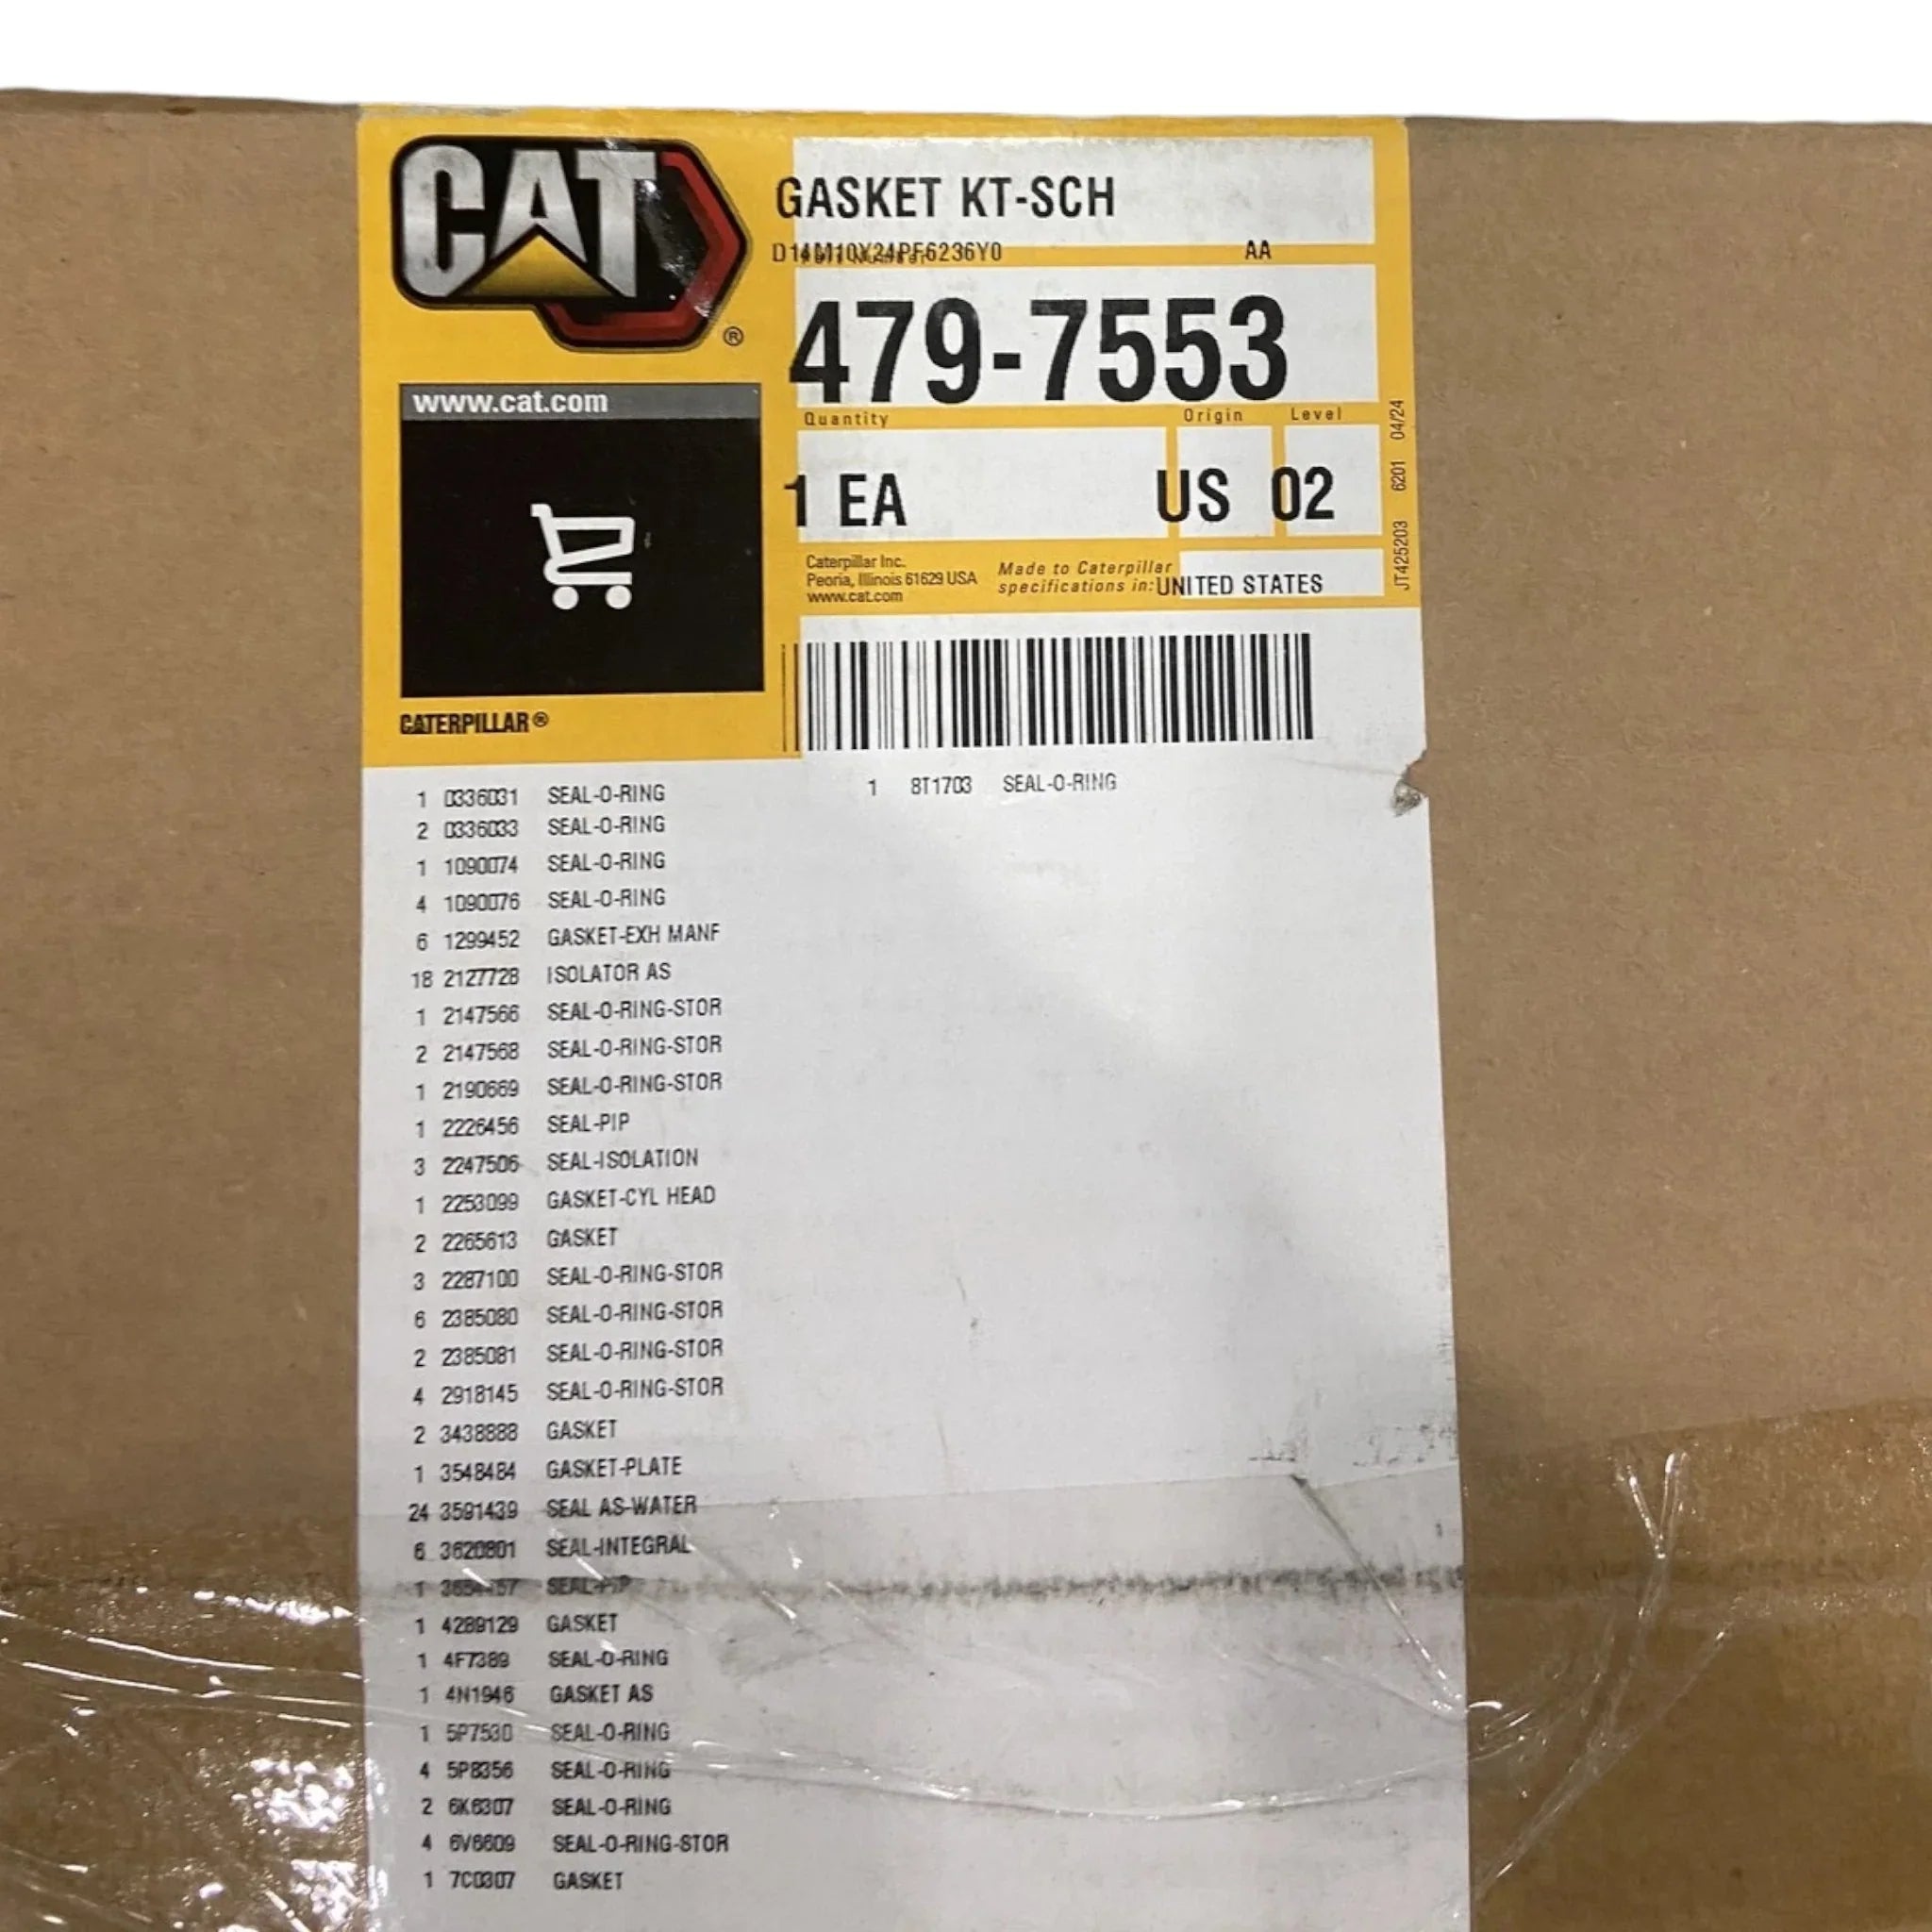 CAT
®
GASKET KT-SCH
D14M10Y24PF6236Y0 AA
479-7553
www.cat.com
Quantity Origin Level
1 EA US 02
JT425203 6201 04/24
Caterpillar Inc.
Peoria, Illinois 61629 USA
www.cat.com
Made to Caterpillar
specifications in: UNITED STATES
CATERPILLAR®
1 0336031 SEAL-O-RING
2 0336033 SEAL-O-RING
1 1090074 SEAL-O-RING
4 1090076 SEAL-O-RING
6 1299452 GASKET-EXH MANF
18 2127728 ISOLATOR AS
1 2147566 SEAL-O-RING-STOR
2 2147568 SEAL-O-RING-STOR
1 2190669 SEAL-O-RING-STOR
1 2226456 SEAL-PIP
3 2247506 SEAL-ISOLATION
1 2253099 GASKET-CYL HEAD
2 2265613 GASKET
3 2287100 SEAL-O-RING-STOR
6 2385080 SEAL-O-RING-STOR
2 2385081 SEAL-O-RING-STOR
4 2918145 SEAL-O-RING-STOR
2 3438888 GASKET
1 3548484 GASKET-PLATE
24 3591439 SEAL AS-WATER
6 3620801 SEAL-INTEGRAL
1 SEAL-PIP
1 4289129 GASKET
1 4F7389 SEAL-O-RING
1 4N1946 GASKET AS
1 5P7530 SEAL-O-RING
4 5P8356 SEAL-O-RING
2 6K6307 SEAL-O-RING
4 6V6609 SEAL-O-RING-STOR
1 7C0307 GASKET
1 8T1703 SEAL-O-RING